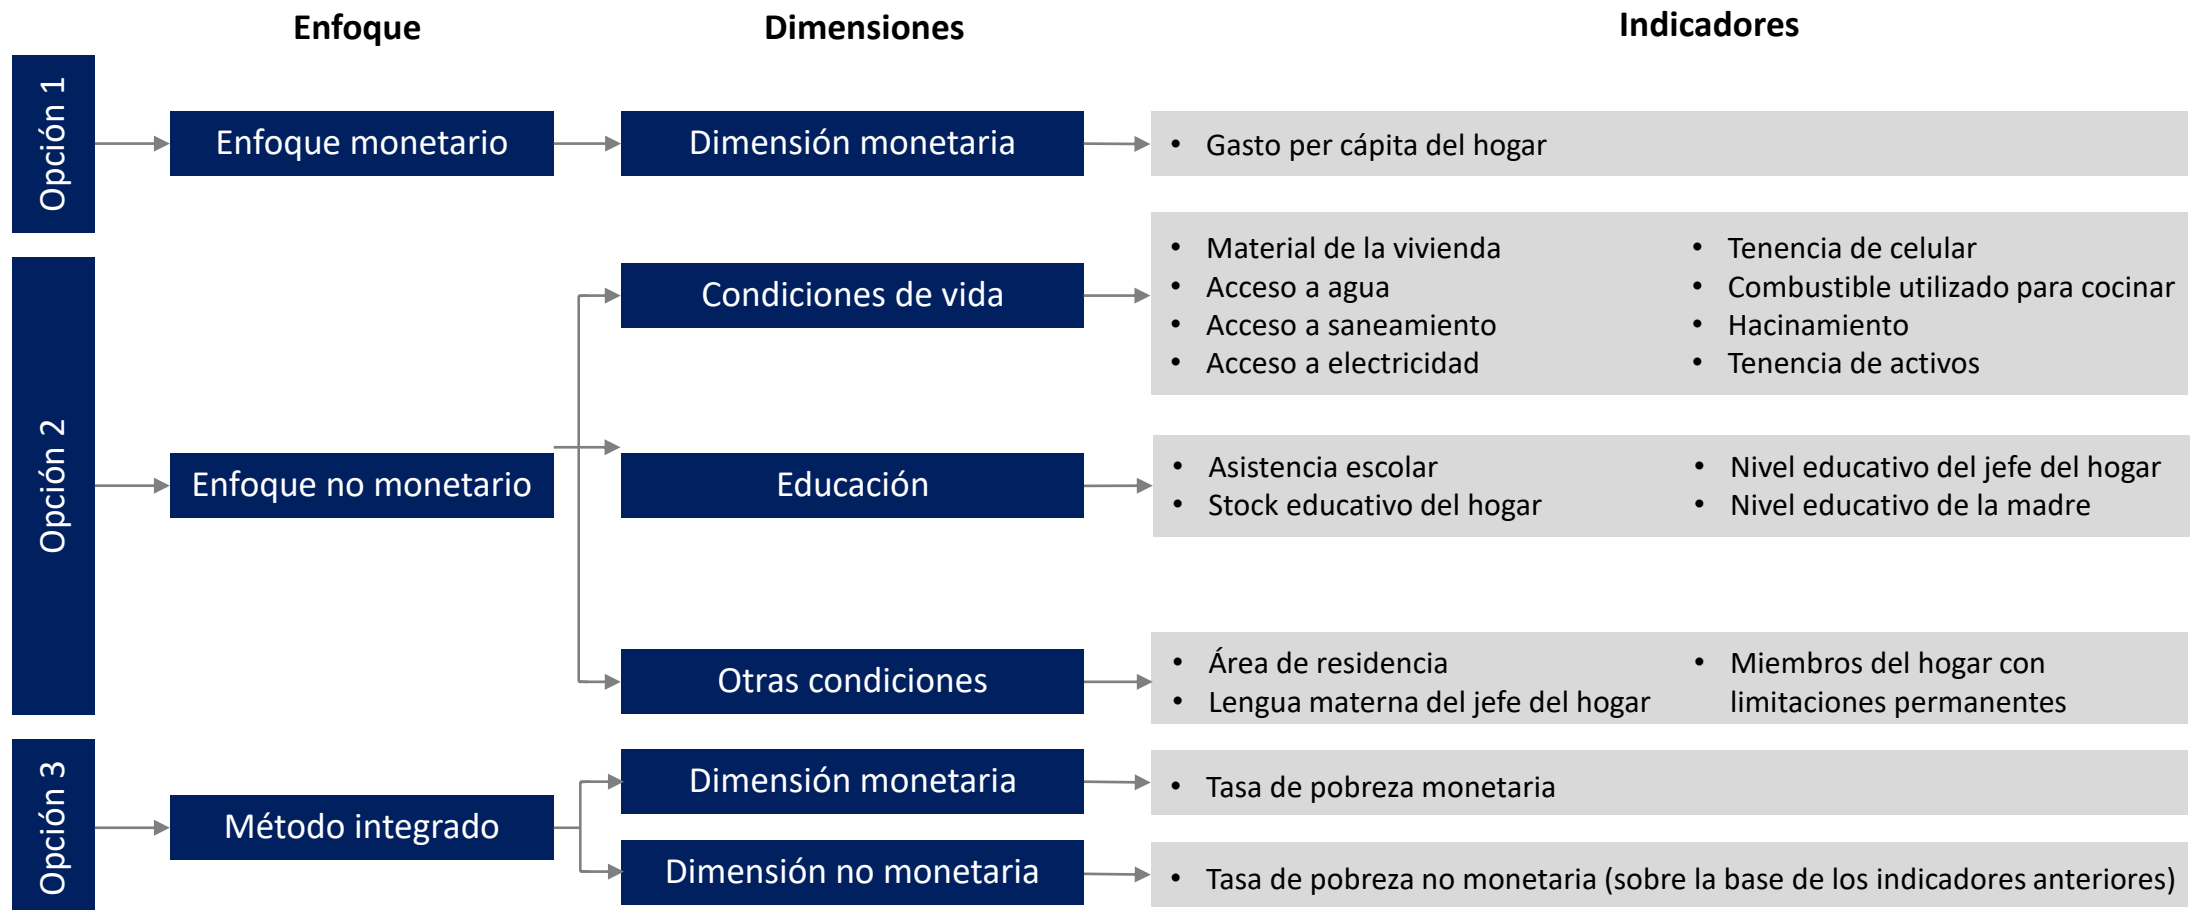 Enfoque
Dimensiones
Indicadores
Opción 1
Enfoque monetario
Dimensión monetaria
• Gasto per cápita del hogar
Opción 2
Enfoque no monetario
Condiciones de vida
• Material de la vivienda
• Acceso a agua
• Acceso a saneamiento
• Acceso a electricidad
• Tenencia de celular
• Combustible utilizado para cocinar
• Hacinamiento
• Tenencia de activos
Educación
• Asistencia escolar
• Stock educativo del hogar
• Nivel educativo del jefe del hogar
• Nivel educativo de la madre
Otras condiciones
• Área de residencia
• Lengua materna del jefe del hogar
• Miembros del hogar con
limitaciones permanentes
Opción 3
Método integrado
Dimensión monetaria
• Tasa de pobreza monetaria
Dimensión no monetaria
• Tasa de pobreza no monetaria (sobre la base de los indicadores anteriores)